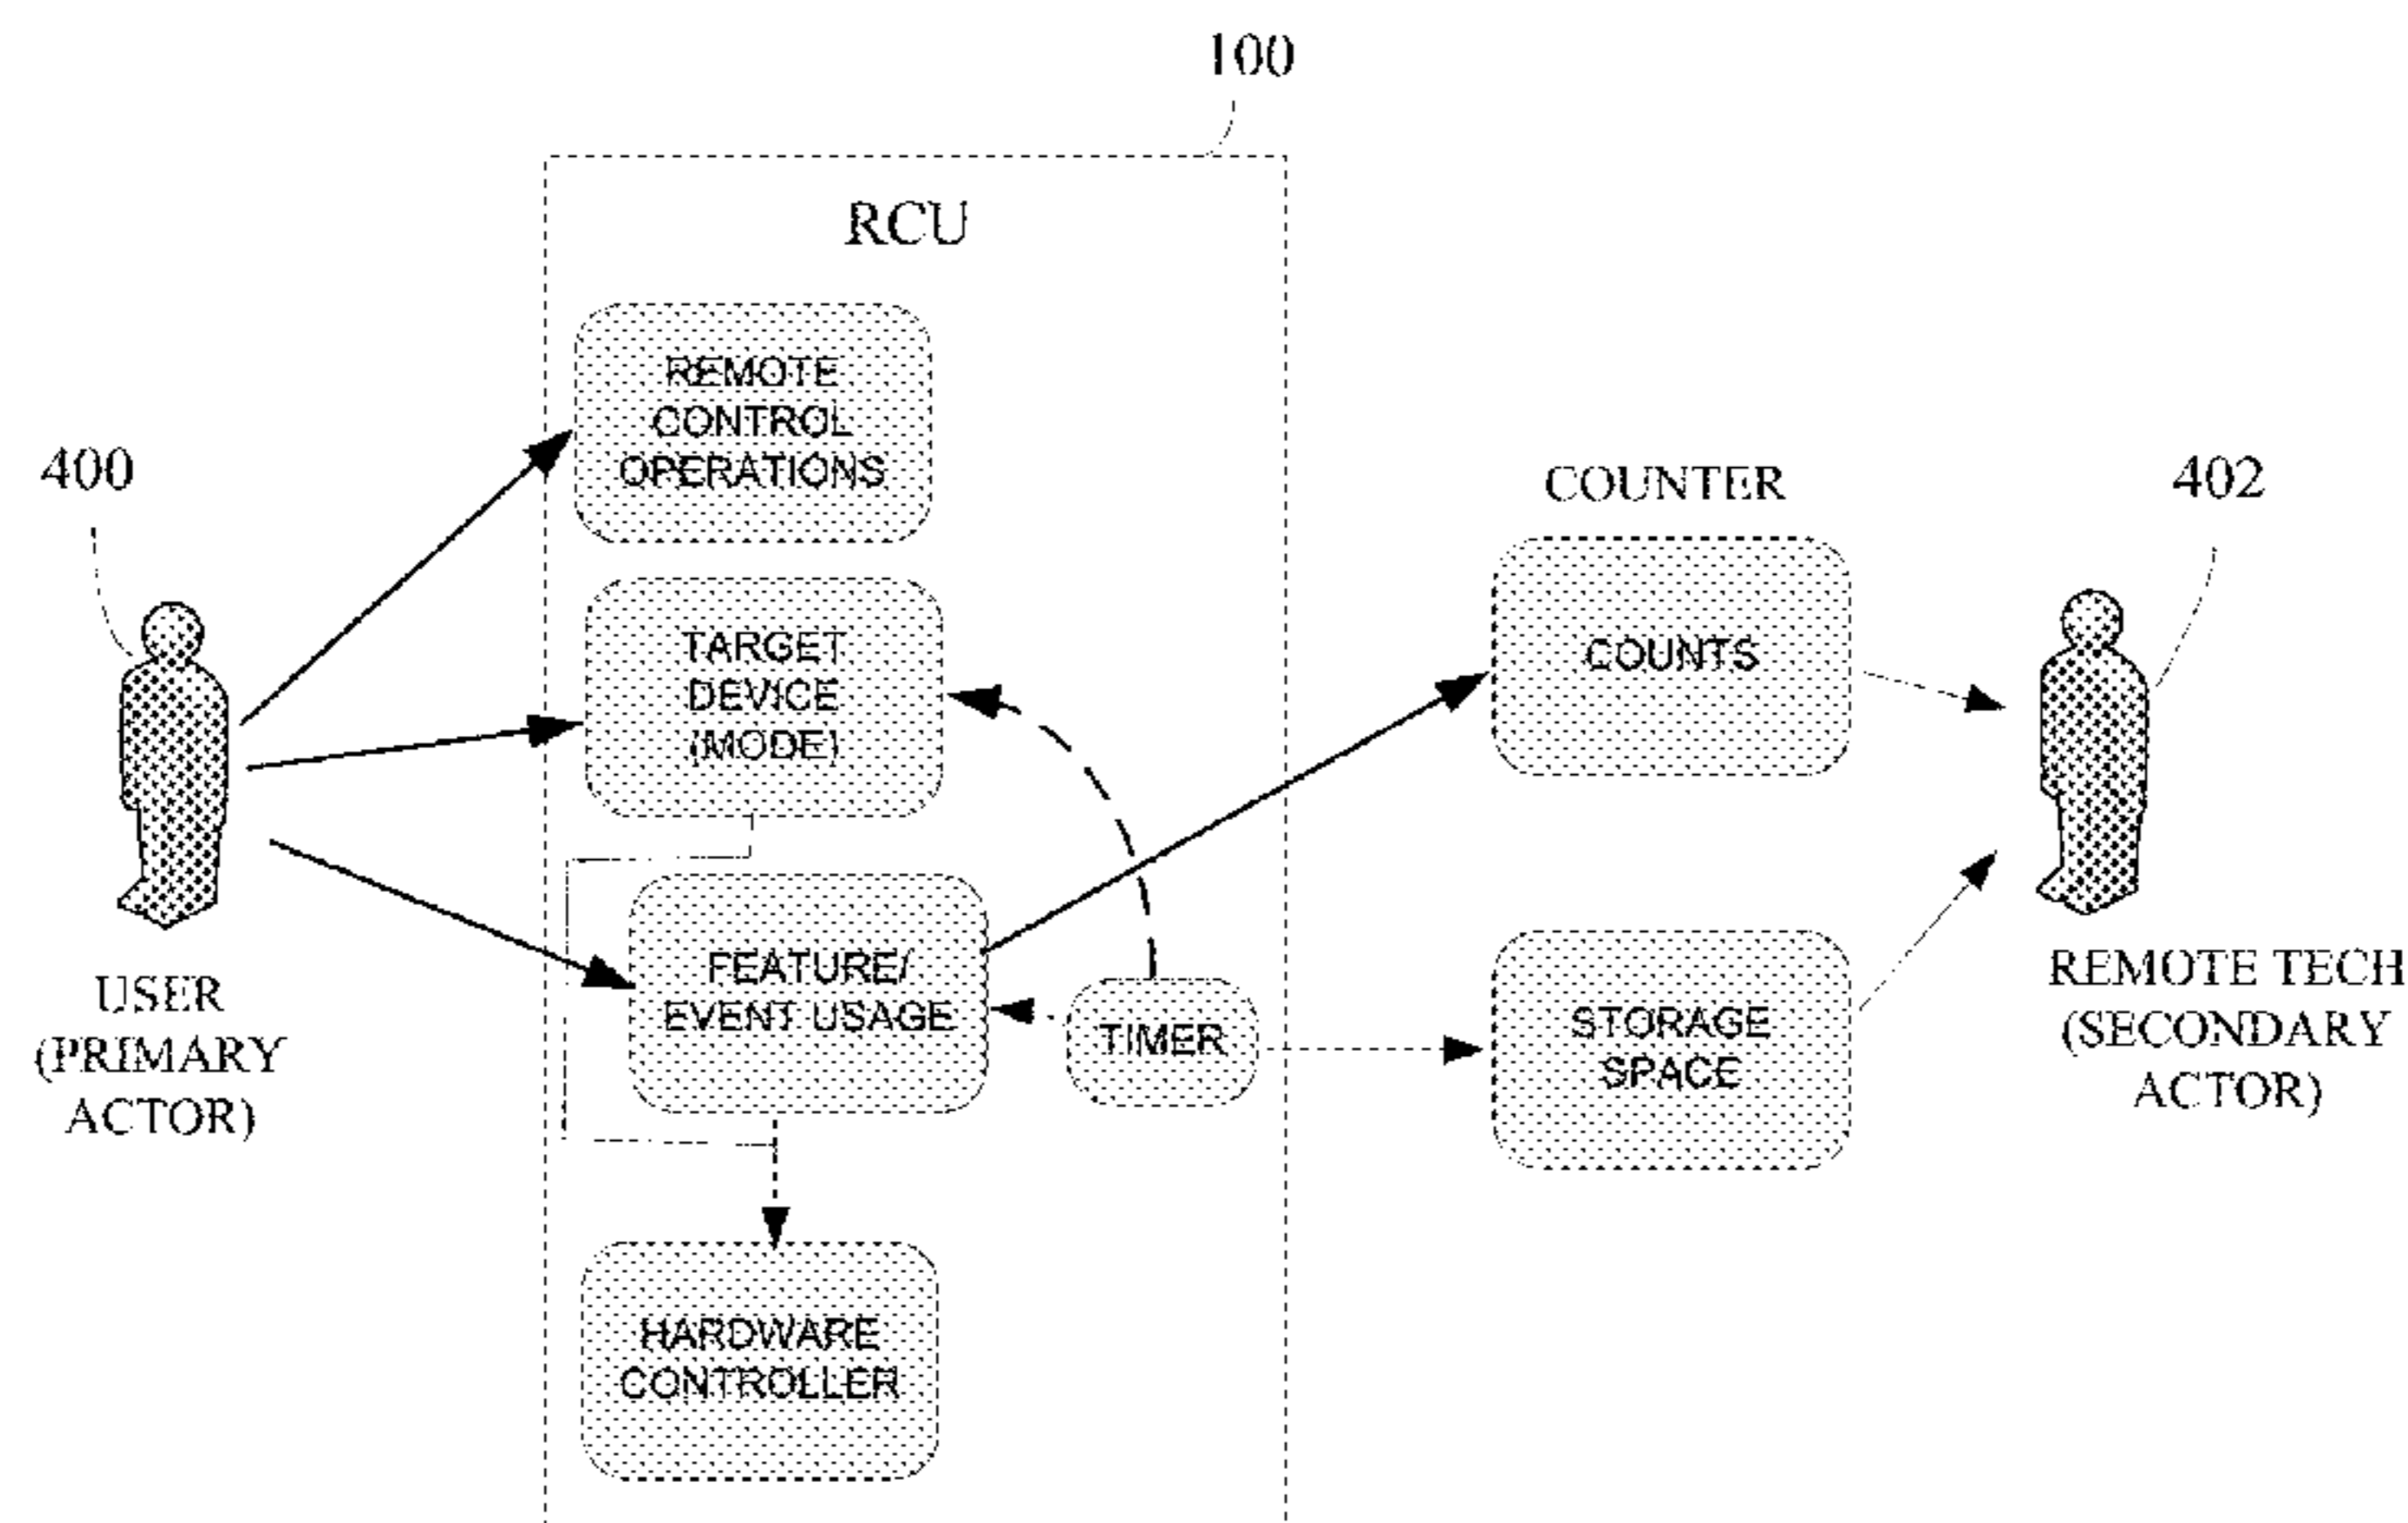 100
RCU
REMOTE
CONTROL
OPERATIONS
400
COUNTER
402
TARGET
DEVICE
(MODE)
COUNTS
FEATURE/
EVENT USAGE
TIMER
STORAGE
SPACE
USER
(PRIMARY
ACTOR)
REMOTE TECH
(SECONDARY
ACTOR)
HARDWARE
CONTROLLER